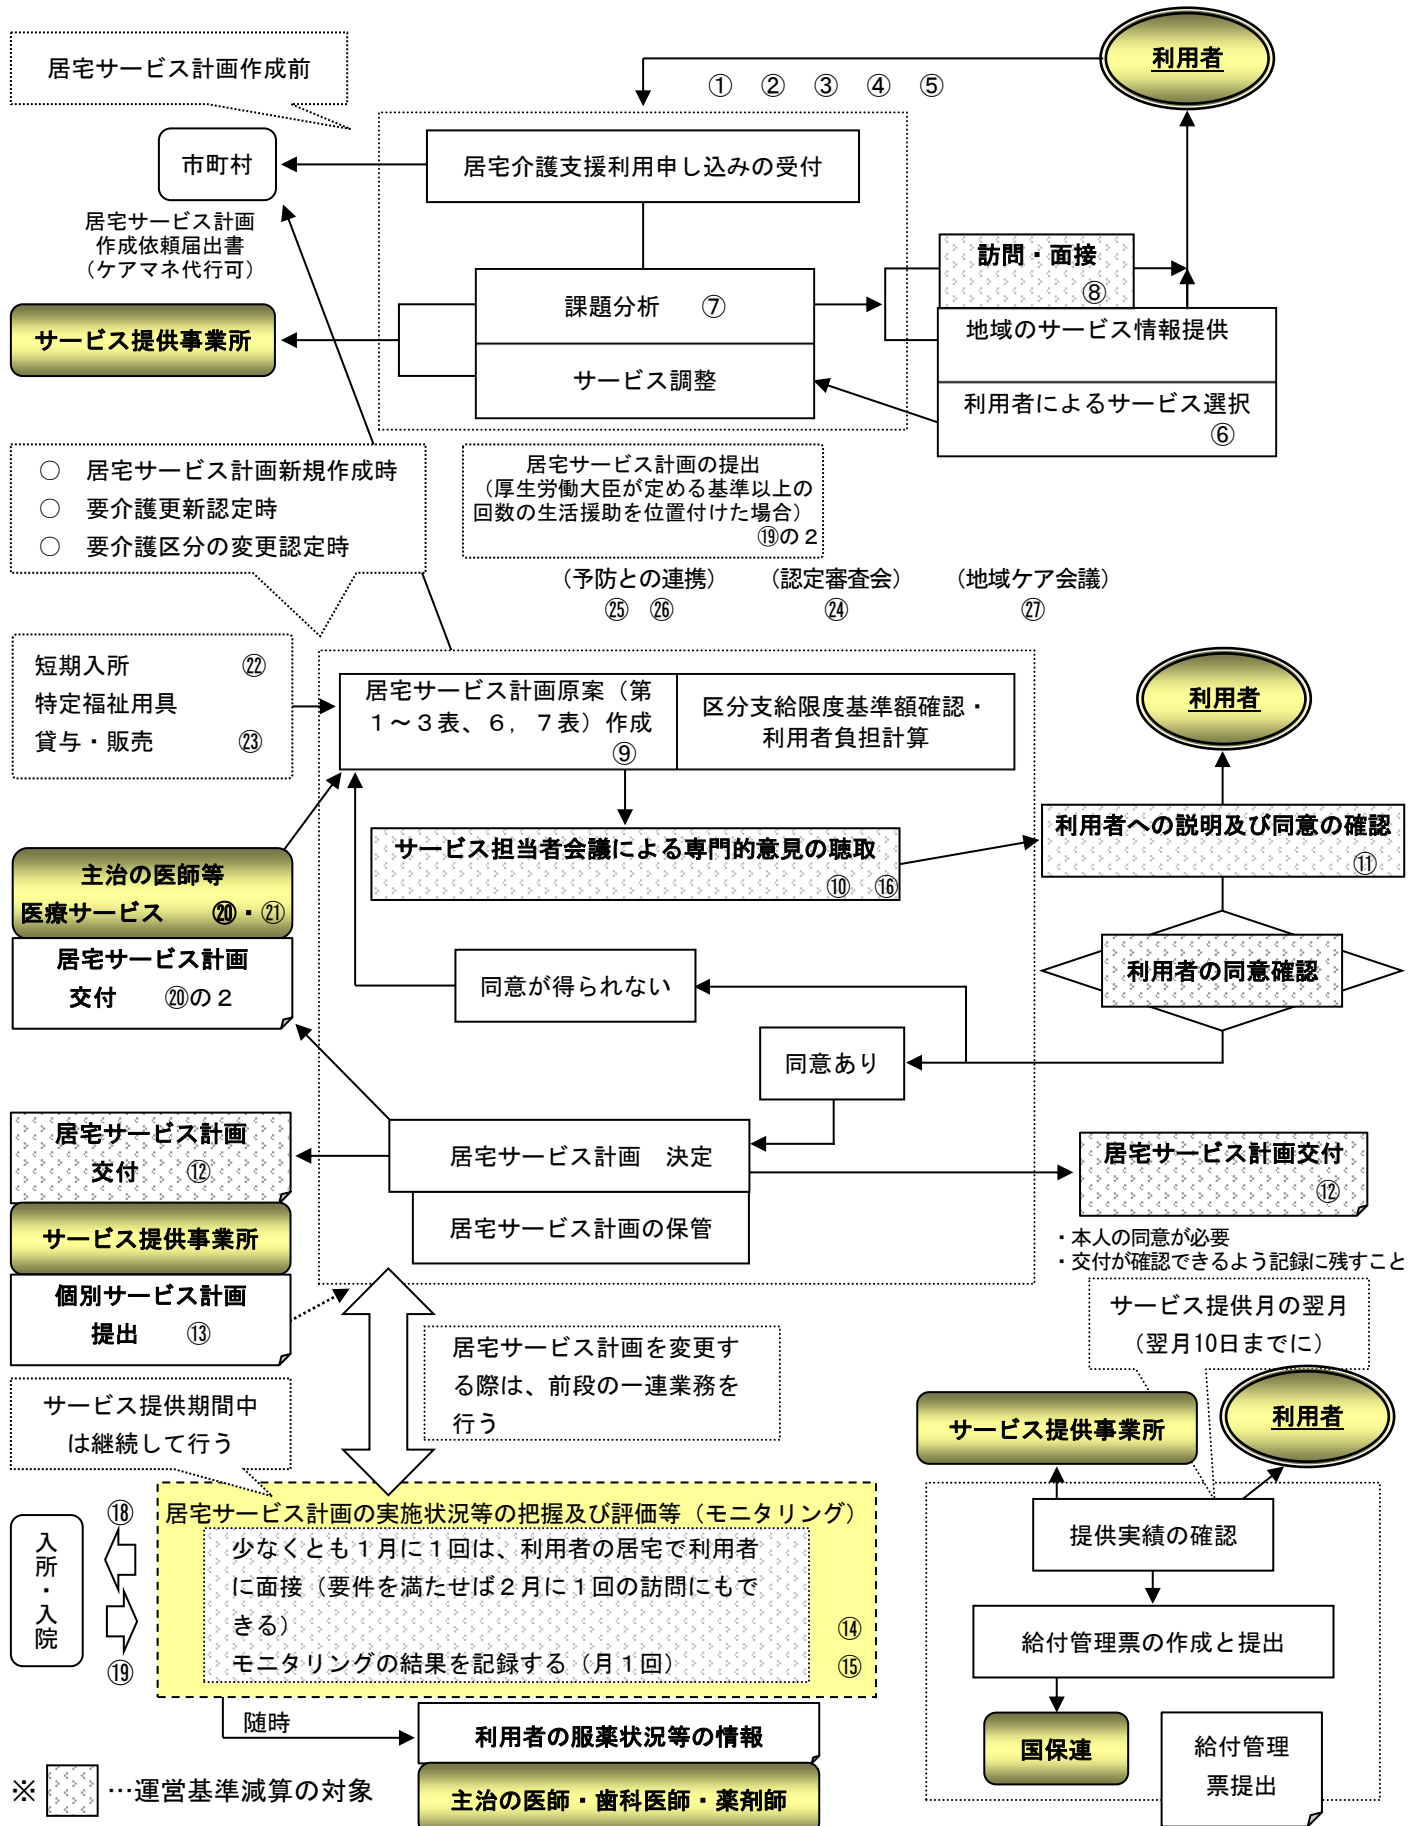 居宅サービス計画作成前
利用者
① ② ③ ④ ⑤
市町村
居宅介護支援利用申し込みの受付
居宅サービス計画
作成依頼届出書
（ケアマネ代行可）
訪問・面接
⑧
サービス提供事業所
課題分析 ⑦
サービス調整
地域のサービス情報提供
利用者によるサービス選択
⑥
○ 居宅サービス計画新規作成時
○ 要介護更新認定時
○ 要介護区分の変更認定時
居宅サービス計画の提出
（厚生労働大臣が定める基準以上の
回数の生活援助を位置付けた場合）
⑲の２
（予防との連携） （認定審査会） （地域ケア会議）
㉕ ㉖ ㉔ ㉗
短期入所 ㉒
特定福祉用具
貸与・販売 ㉓
居宅サービス計画原案（第
１～３表、６，７表）作成
⑨
区分支給限度基準額確認・
利用者負担計算
利用者
サービス担当者会議による専門的意見の聴取
⑩ ⑯
利用者への説明及び同意の確認
⑪
主治の医師等
医療サービス ⑳・㉑
居宅サービス計画
交付 ⑳の２
同意が得られない
利用者の同意確認
同意あり
居宅サービス計画
交付 ⑫
サービス提供事業所
個別サービス計画
提出 ⑬
居宅サービス計画 決定
居宅サービス計画の保管
居宅サービス計画交付
⑫
・本人の同意が必要
・交付が確認できるよう記録に残すこと
居宅サービス計画を変更す
る際は、前段の一連業務を
行う
サービス提供月の翌月
（翌月10日までに）
サービス提供期間中
は継続して行う
サービス提供事業所
利用者
入所・入院
⑱
⑲
居宅サービス計画の実施状況等の把握及び評価等（モニタリング）
少なくとも１月に１回は、利用者の居宅で利用者
に面接（要件を満たせば２月に１回の訪問にもで
きる）
モニタリングの結果を記録する（月１回）
⑭
⑮
提供実績の確認
給付管理票の作成と提出
国保連
給付管理
票提出
随時
利用者の服薬状況等の情報
主治の医師・歯科医師・薬剤師
※ …運営基準減算の対象